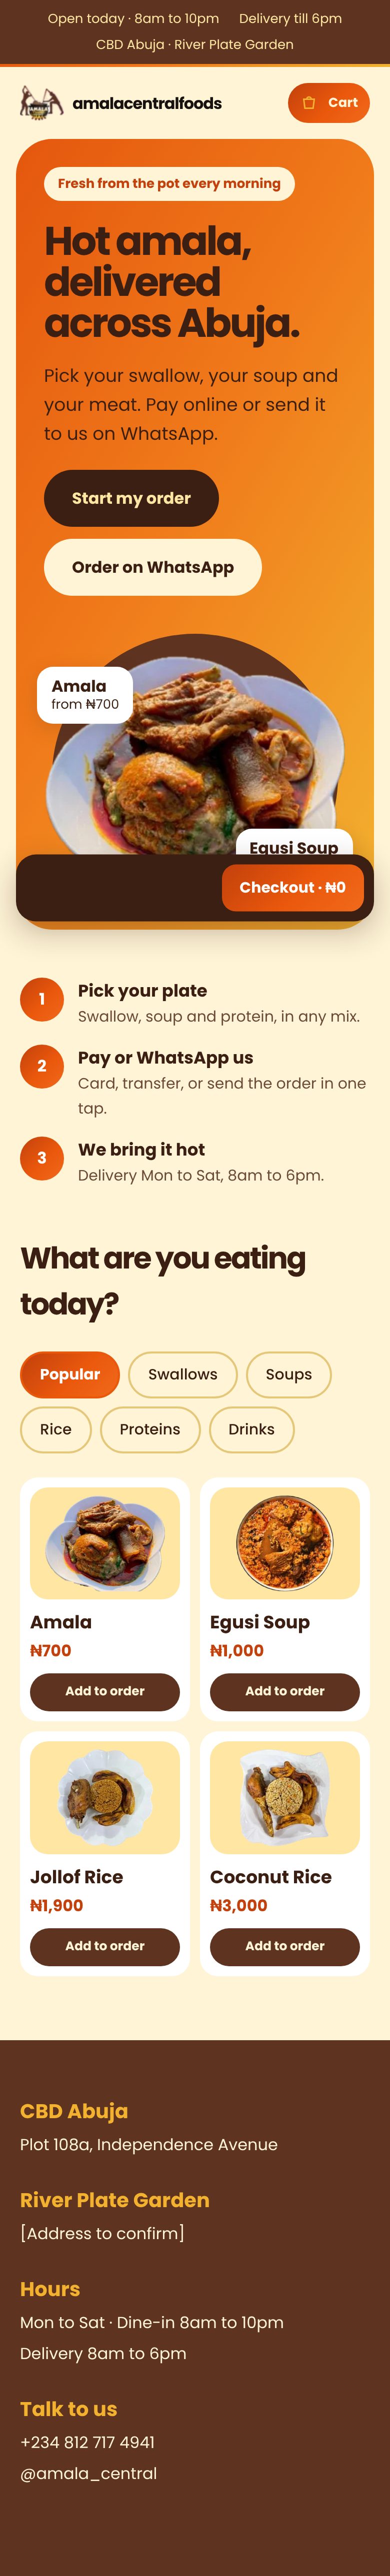 Open today · 8am to 10pm Delivery till 6pm
CBD Abuja · River Plate Garden
amalacentralfoods
Cart
Fresh from the pot every morning
Hot amala,
delivered
across Abuja.
Pick your swallow, your soup and
your meat. Pay online or send it
to us on WhatsApp.
Start my order
Order on WhatsApp
Amala
from ₦700
Egusi Soup
Checkout · ₦0
1
Pick your plate
Swallow, soup and protein, in any mix.
2
Pay or WhatsApp us
Card, transfer, or send the order in one
tap.
3
We bring it hot
Delivery Mon to Sat, 8am to 6pm.
What are you eating
today?
Popular Swallows Soups
Rice Proteins Drinks
Amala
₦700
Add to order
Egusi Soup
₦1,000
Add to order
Jollof Rice
₦1,900
Add to order
Coconut Rice
₦3,000
Add to order
CBD Abuja
Plot 108a, Independence Avenue
River Plate Garden
[Address to confirm]
Hours
Mon to Sat · Dine-in 8am to 10pm
Delivery 8am to 6pm
Talk to us
+234 812 717 4941
@amala_central